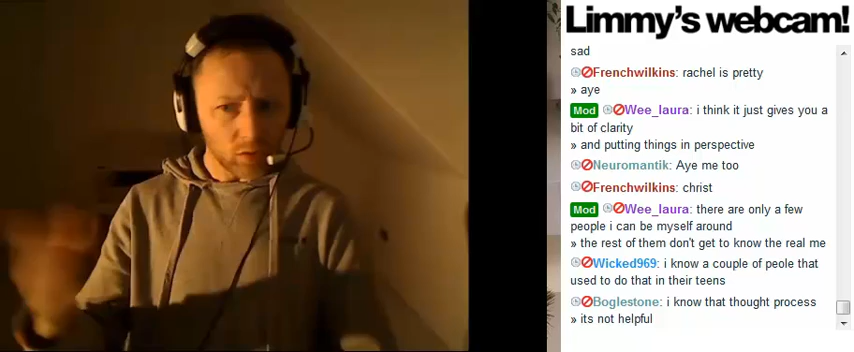 Limmy's webcam!
sad
Frenchwilkins: rachel is pretty
» aye
Mod Wee_laura: i think it just gives you a
bit of clarity
» and putting things in perspective
Neuromantik: Aye me too
Frenchwilkins: christ
Mod Wee_laura: there are only a few
people i can be myself around
» the rest of them don't get to know the real me
Wicked969: i know a couple of peole that
used to do that in their teens
Boglestone: i know that thought process
» its not helpful